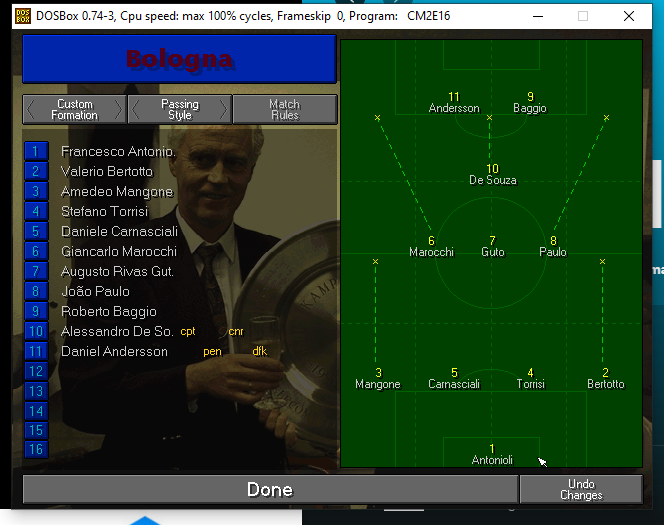 DOSBox 0.74-3, Cpu speed: max 100% cycles, Frameskip 0, Program: CM2E16
Bologna
Custom Formation
Passing Style
Match Rules
1 Francesco Antonio.
2 Valerio Bertotto
3 Amedeo Mangone
4 Stefano Torrisi
5 Daniele Carnasciali
6 Giancarlo Marocchi
7 Augusto Rivas Gut.
8 João Paulo
9 Roberto Baggio
10 Alessandro De So. cpt cnr
11 Daniel Andersson pen dfk
12
13
14
15
16
11 9
Andersson Baggio
10
De Souza
6 7 8
Marocchi Guto Paulo
3 5 4 2
Mangone Carnasciali Torrisi Bertotto
1
Antonioli
Done
Undo Changes